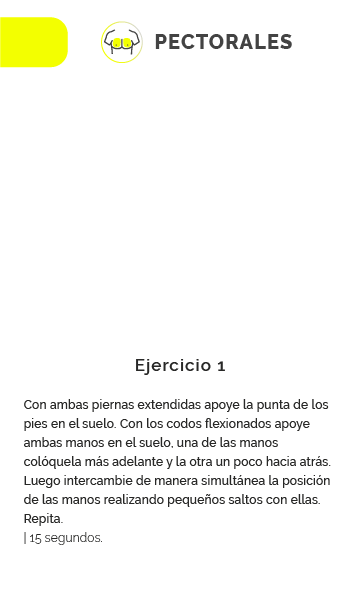 PECTORALES
Ejercicio 1
Con ambas piernas extendidas apoye la punta de los
pies en el suelo. Con los codos flexionados apoye
ambas manos en el suelo, una de las manos
colóquela más adelante y la otra un poco hacia atrás.
Luego intercambie de manera simultánea la posición
de las manos realizando pequeños saltos con ellas.
Repita.
| 15 segundos.